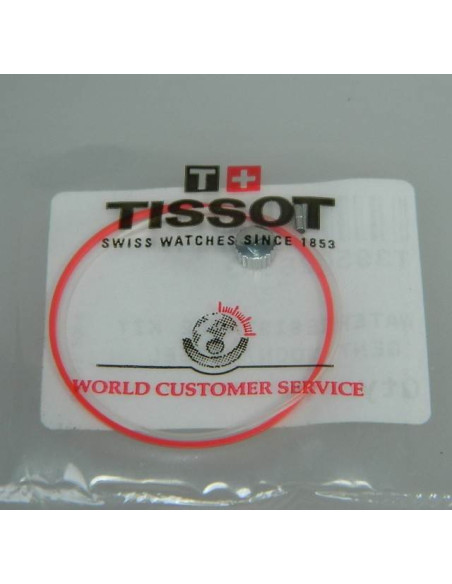 T+
TISSOT
SWISS WATCHES SINCE 1853
WORLD CUSTOMER SERVICE